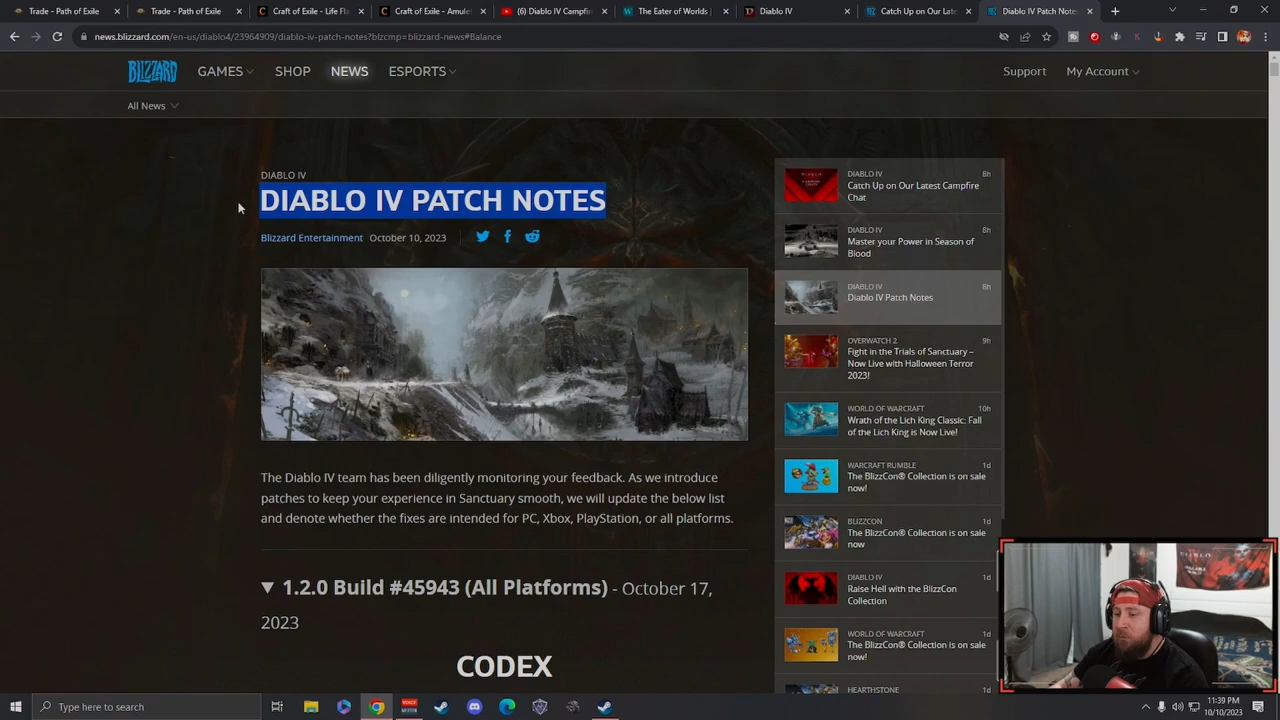 Trade - Path of Exile
Trade - Path of Exile
Craft of Exile - Life Fla
Craft of Exile - Amule
(6) Diablo IV Campfir
The Eater of Worlds |
Diablo IV
Catch Up on Our Late
Diablo IV Patch Notes
news.blizzard.com/en-us/diablo4/23964909/diablo-iv-patch-notes?blzcmp=blizzard-news#Balance
BLIZZARD
GAMES
SHOP
NEWS
ESPORTS
Support
My Account
All News
DIABLO IV
DIABLO IV PATCH NOTES
Blizzard Entertainment October 10, 2023
The Diablo IV team has been diligently monitoring your feedback. As we introduce
patches to keep your experience in Sanctuary smooth, we will update the below list
and denote whether the fixes are intended for PC, Xbox, PlayStation, or all platforms.
▼ 1.2.0 Build #45943 (All Platforms) - October 17,
2023
CODEX
DIABLO IV 8h
Catch Up on Our Latest Campfire
Chat
DIABLO IV 8h
Master your Power in Season of
Blood
DIABLO IV 8h
Diablo IV Patch Notes
OVERWATCH 2 9h
Fight in the Trials of Sanctuary –
Now Live with Halloween Terror
2023!
WORLD OF WARCRAFT 10h
Wrath of the Lich King Classic: Fall
of the Lich King is Now Live!
WARCRAFT RUMBLE 1d
The BlizzCon® Collection is on sale
now!
BLIZZCON 1d
The BlizzCon® Collection is on sale
now
DIABLO IV 1d
Raise Hell with the BlizzCon
Collection
WORLD OF WARCRAFT 1d
The BlizzCon® Collection is on sale
now!
HEARTHSTONE 1d
Type here to search
11:39 PM
10/10/2023